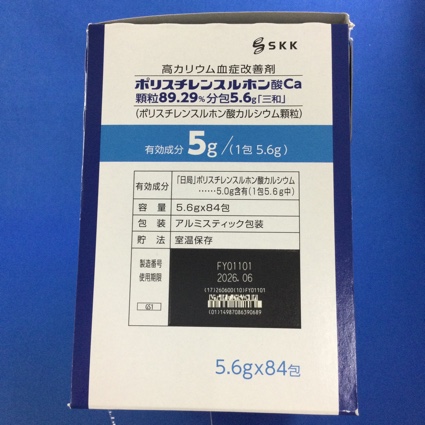 SKK
高カリウム血症改善剤
ポリスチレンスルホン酸Ca
顆粒89.29%分包5.6g「三和」
(ポリスチレンスルホン酸カルシウム顆粒)
有効成分 5g/(1包 5.6g)
有効成分 「日局」ポリスチレンスルホン酸カルシウム
……5.0g含有(1包5.6g中)
容量 5.6g×84包
包装 アルミスティック包装
貯法 室温保存
製造番号 FY01101
使用期限 2026.06
(17)260600(10)FY01101
GS1
(01)14987086390689
5.6g×84包